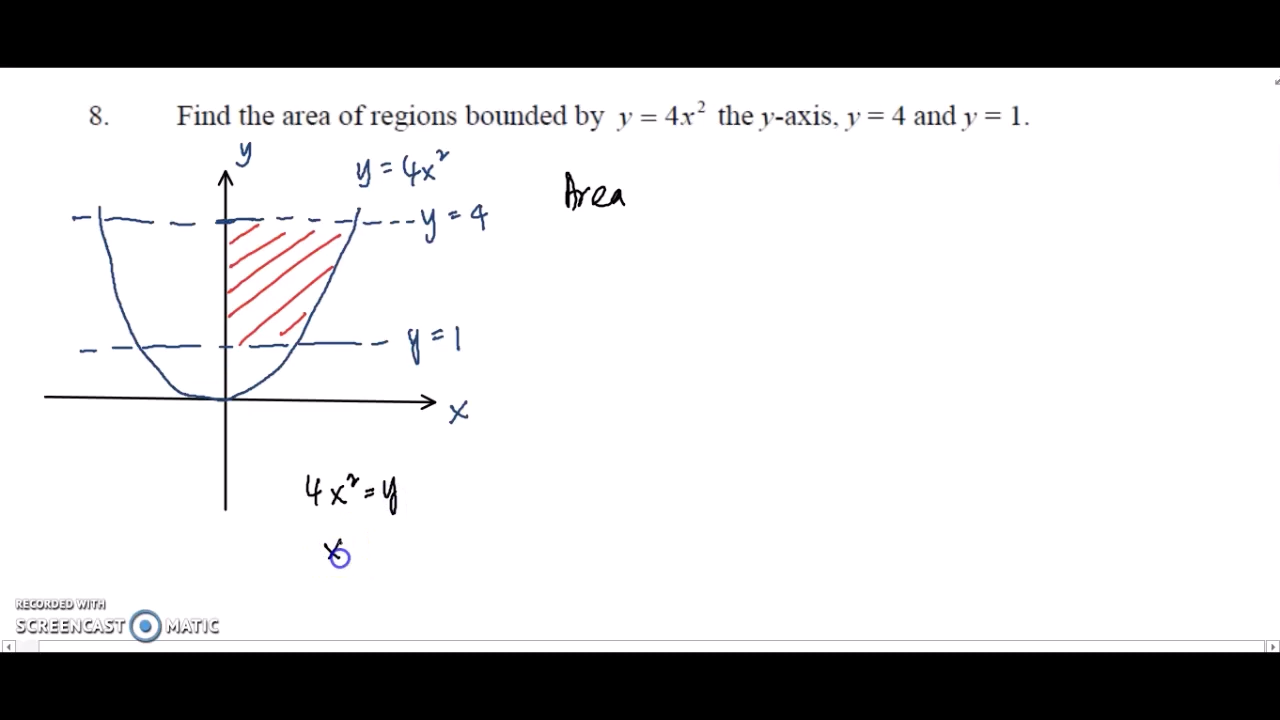 8. Find the area of regions bounded by y = 4x² the y-axis, y = 4 and y = 1.
y
y = 4x²
Area
y = 4
y = 1
x
4x² = y
x
RECORDED WITH
SCREENCAST MATIC